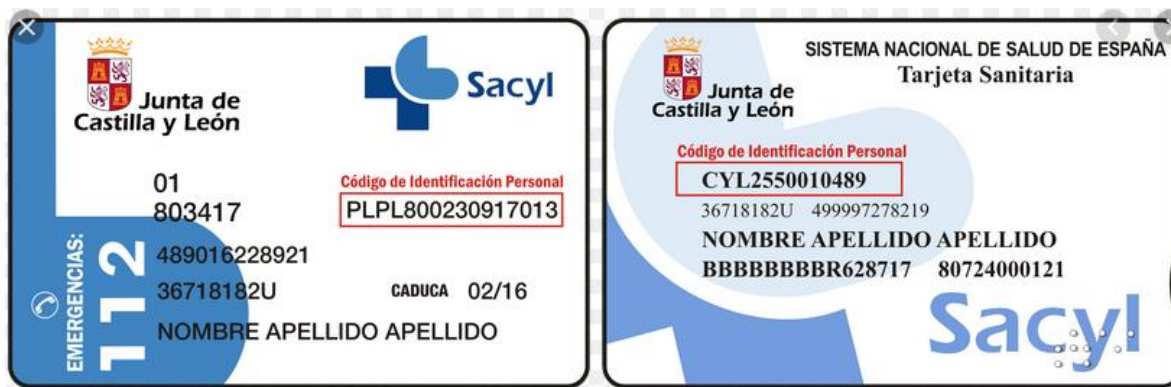 Junta de
Castilla y León
Sacyl
01
803417
Código de Identificación Personal
PLPL800230917013
489016228921
36718182U
CADUCA 02/16
NOMBRE APELLIDO APELLIDO
EMERGENCIAS:
112
SISTEMA NACIONAL DE SALUD DE ESPAÑA
Tarjeta Sanitaria
Junta de
Castilla y León
Código de Identificación Personal
CYL2550010489
36718182U 499997278219
NOMBRE APELLIDO APELLIDO
BBBBBBBBR628717 80724000121
Sacyl